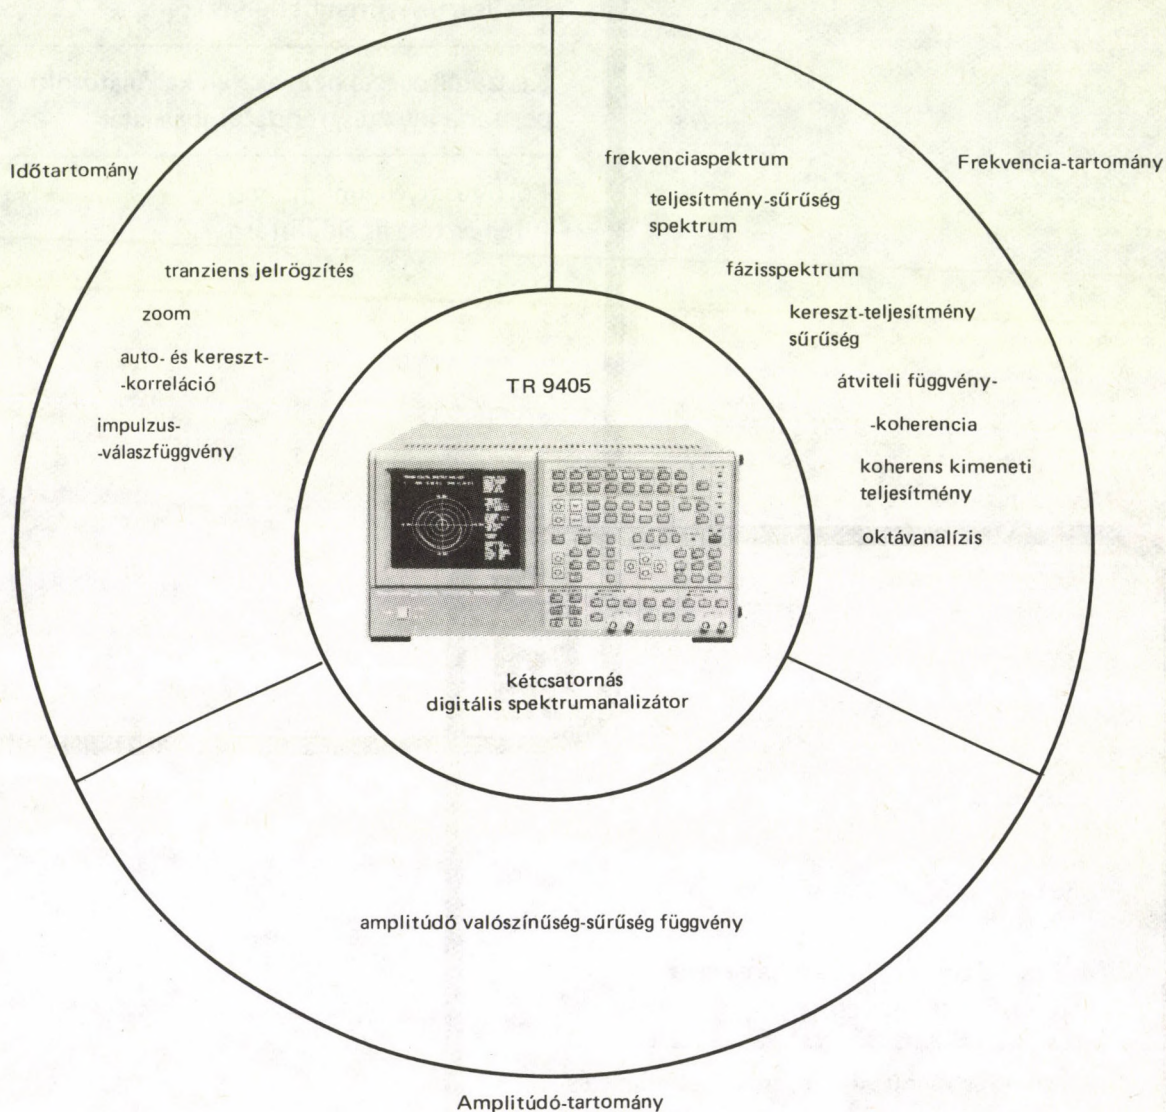 Időtartomány
tranziens jelrögzítés
zoom
auto- és kereszt-
-korreláció
impulzus-
-válaszfüggvény
Frekvencia-tartomány
frekvenciaspektrum
teljesítmény-sűrűség
spektrum
fázisspektrum
kereszt-teljesítmény
sűrűség
átviteli függvény-
-koherencia
koherens kimeneti
teljesítmény
oktávanalízis
TR 9405
kétcsatornás
digitális spektrumanalizátor
amplitúdó valószínűség-sűrűség függvény
Amplitúdó-tartomány